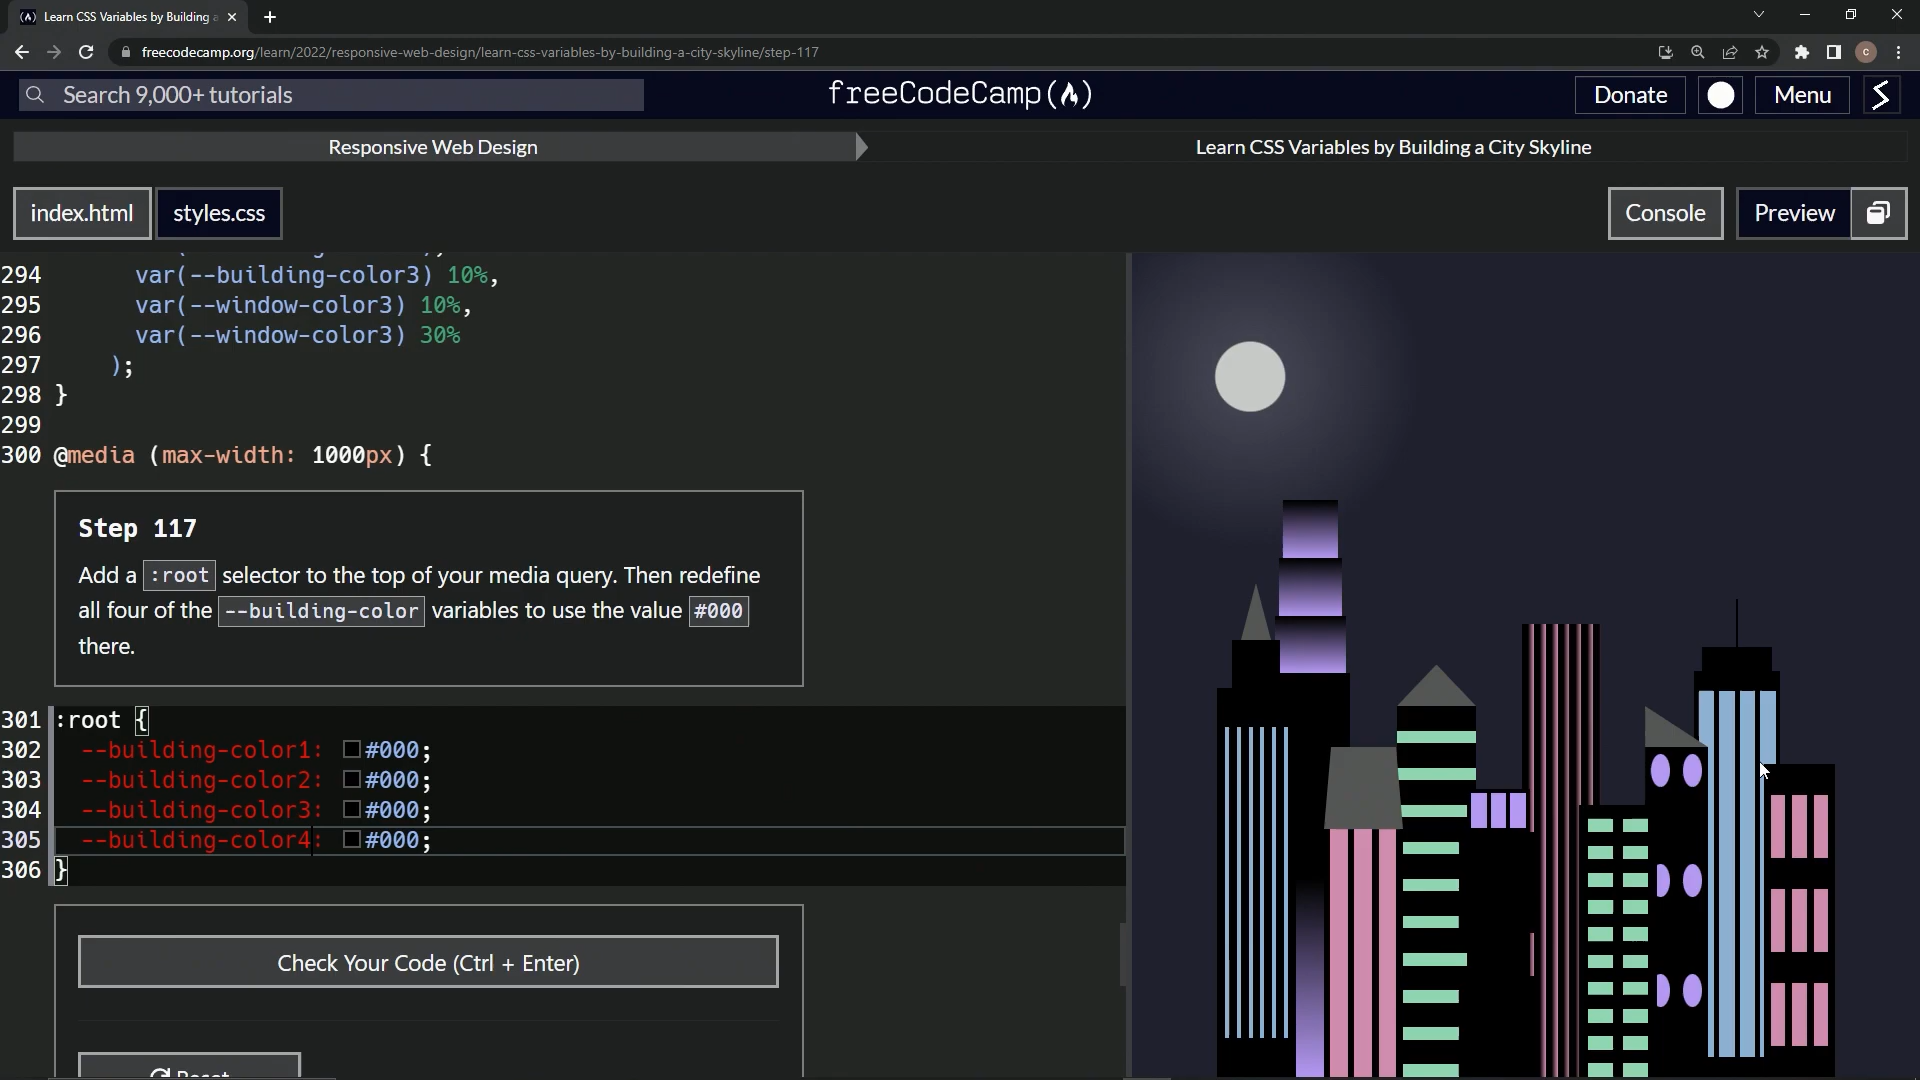 Learn CSS Variables by Building a
freecodecamp.org/learn/2022/responsive-web-design/learn-css-variables-by-building-a-city-skyline/step-117
C
Search 9,000+ tutorials
freeCodeCamp
Donate
Menu
Responsive Web Design
Learn CSS Variables by Building a City Skyline
index.html
styles.css
Console
Preview
294 var(--building-color3) 10%,
295 var(--window-color3) 10%,
296 var(--window-color3) 30%
297 );
298 }
299
300 @media (max-width: 1000px) {
Step 117
Add a :root selector to the top of your media query. Then redefine
all four of the --building-color variables to use the value #000
there.
301 :root {
302 --building-color1: #000;
303 --building-color2: #000;
304 --building-color3: #000;
305 --building-color4: #000;
306 }
Check Your Code (Ctrl + Enter)
Reset